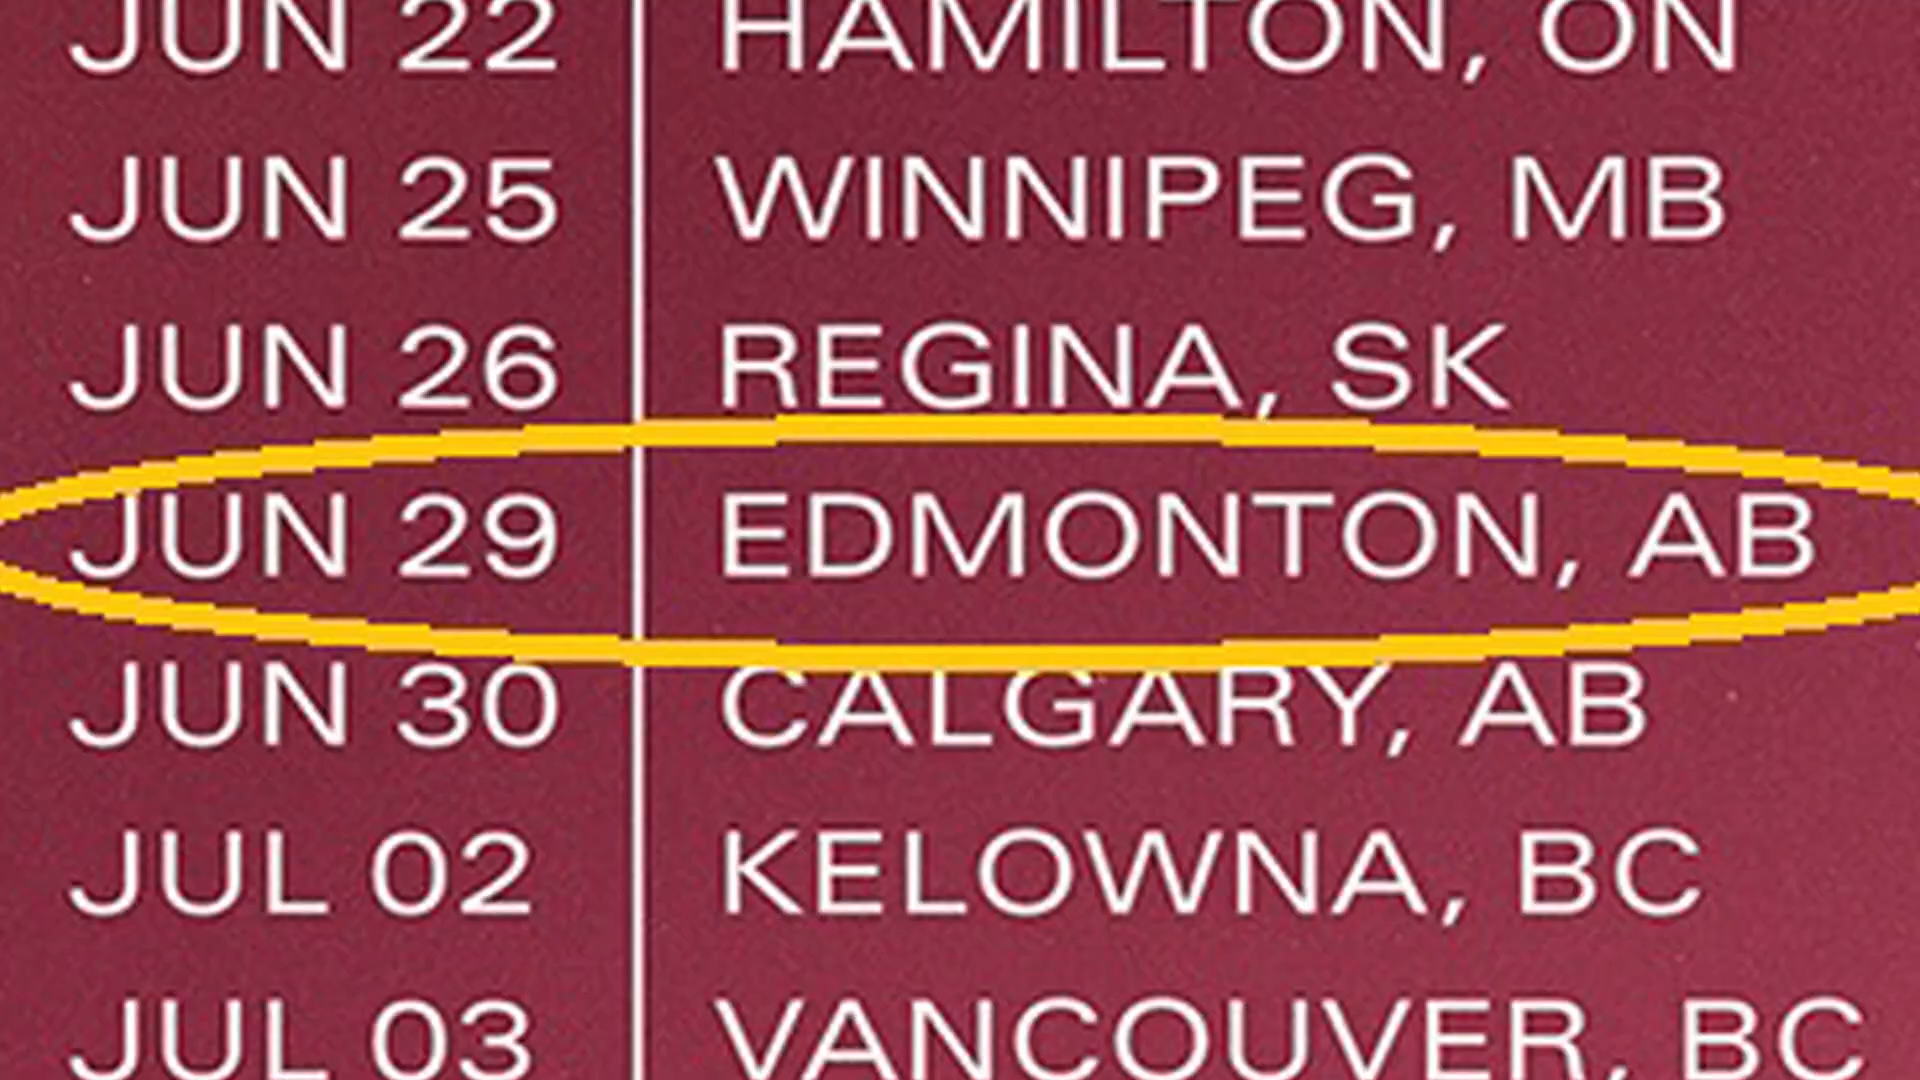 JUN 22 HAMILTON, ON
JUN 25 WINNIPEG, MB
JUN 26 REGINA, SK
JUN 29 EDMONTON, AB
JUN 30 CALGARY, AB
JUL 02 KELOWNA, BC
JUL 03 VANCOUVER, BC